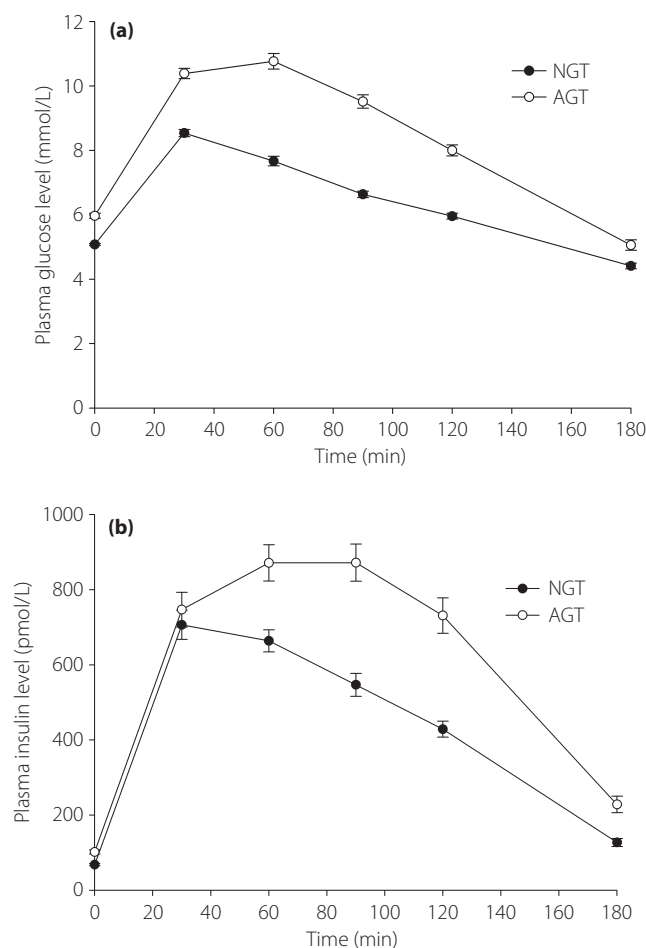 (a)
Plasma glucose level (mmol/L)
12
10
8
6
4
2
0
NGT
AGT
0 20 40 60 80 100 120 140 160 180
Time (min)
(b)
Plasma insulin level (pmol/L)
1000
800
600
400
200
0
NGT
AGT
0 20 40 60 80 100 120 140 160 180
Time (min)